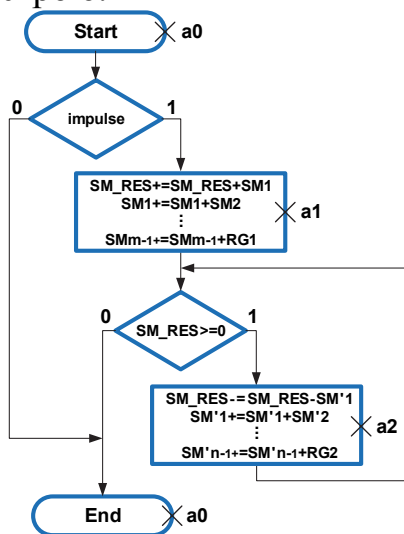 Start
a0
0
1
impulse
SM_RES+=SM_RES+SM1
SM1+=SM1+SM2
⋮
SMm-1+=SMm-1+RG1
a1
0
1
SM_RES>=0
SM_RES-=SM_RES-SM'1
SM'1+=SM'1+SM'2
⋮
SM'n-1+=SM'n-1+RG2
a2
End
a0